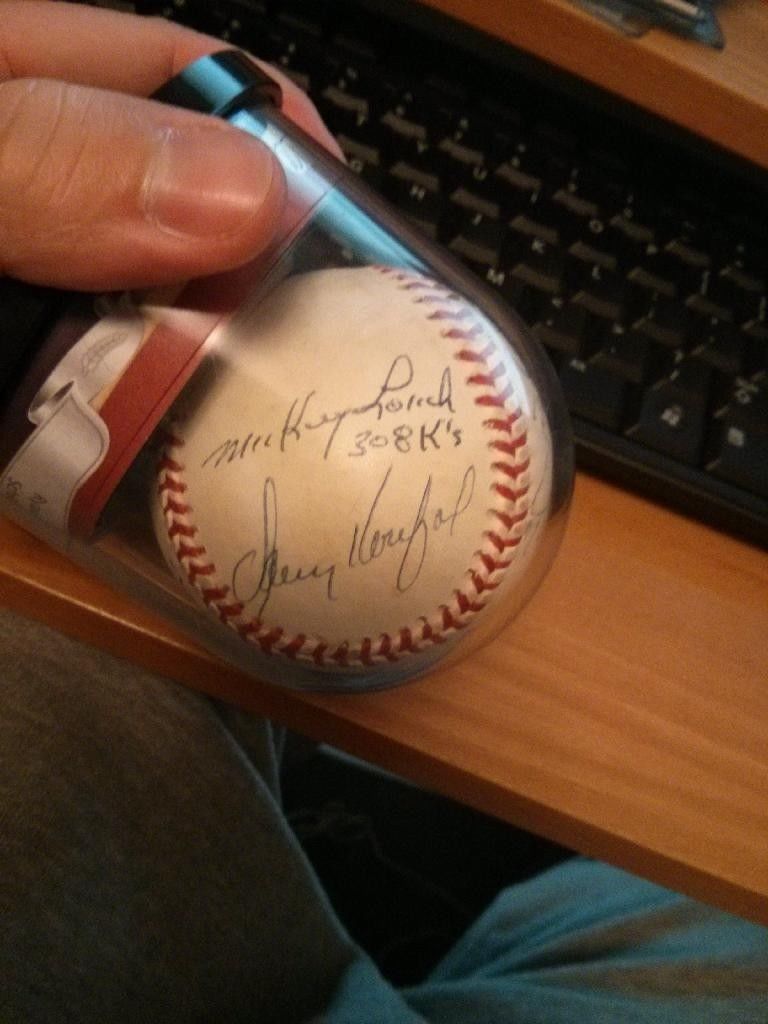 Mickey Lolich
308 K's
Sandy Koufax